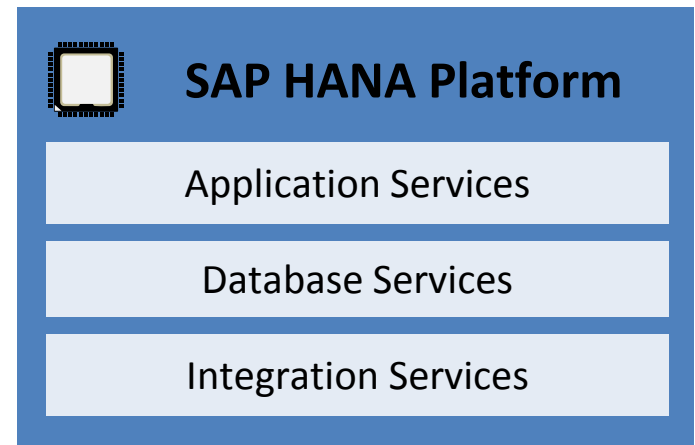 SAP HANA Platform
Application Services
Database Services
Integration Services